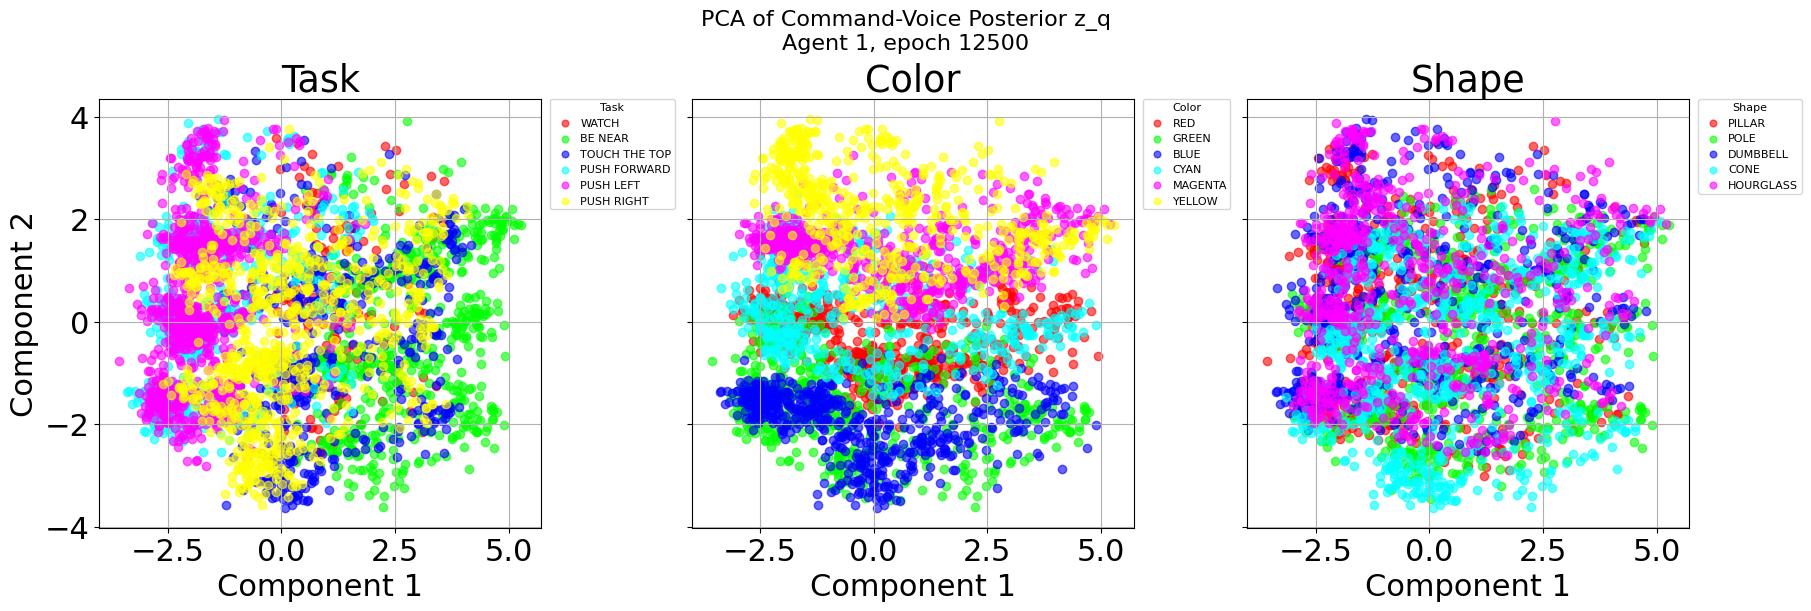 PCA of Command-Voice Posterior z_q
Agent 1, epoch 12500
Task
Color
Shape
Component 2
4
2
0
−2
−4
−2.5 0.0 2.5 5.0
Component 1
Task
WATCH
BE NEAR
TOUCH THE TOP
PUSH FORWARD
PUSH LEFT
PUSH RIGHT
−2.5 0.0 2.5 5.0
Component 1
Color
RED
GREEN
BLUE
CYAN
MAGENTA
YELLOW
−2.5 0.0 2.5 5.0
Component 1
Shape
PILLAR
POLE
DUMBBELL
CONE
HOURGLASS